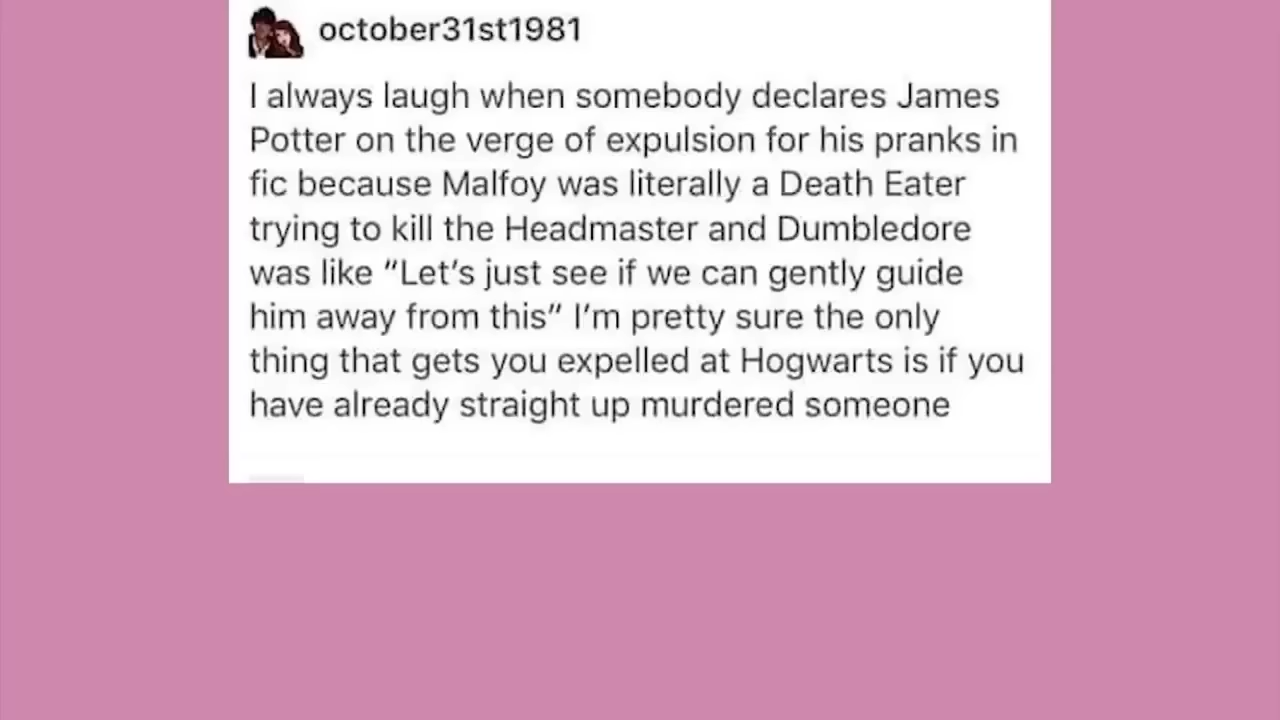 october31st1981
I always laugh when somebody declares James
Potter on the verge of expulsion for his pranks in
fic because Malfoy was literally a Death Eater
trying to kill the Headmaster and Dumbledore
was like “Let’s just see if we can gently guide
him away from this” I’m pretty sure the only
thing that gets you expelled at Hogwarts is if you
have already straight up murdered someone